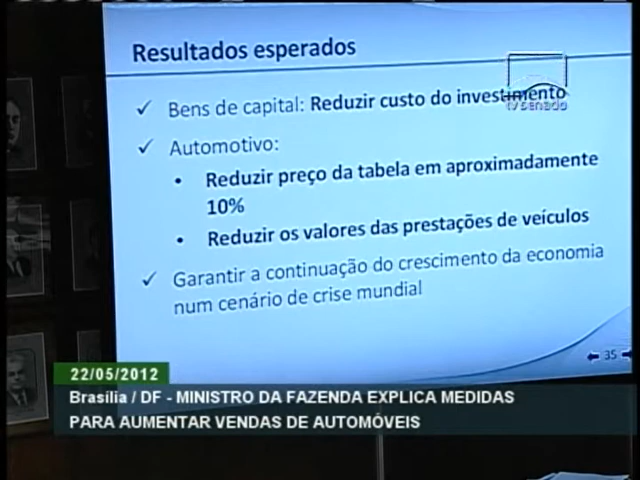 Resultados esperados
✓ Bens de capital: Reduzir custo do investimento
tv senado
✓ Automotivo:
• Reduzir preço da tabela em aproximadamente
10%
• Reduzir os valores das prestações de veículos
✓ Garantir a continuação do crescimento da economia
num cenário de crise mundial
35
22/05/2012
Brasília / DF - MINISTRO DA FAZENDA EXPLICA MEDIDAS
PARA AUMENTAR VENDAS DE AUTOMÓVEIS